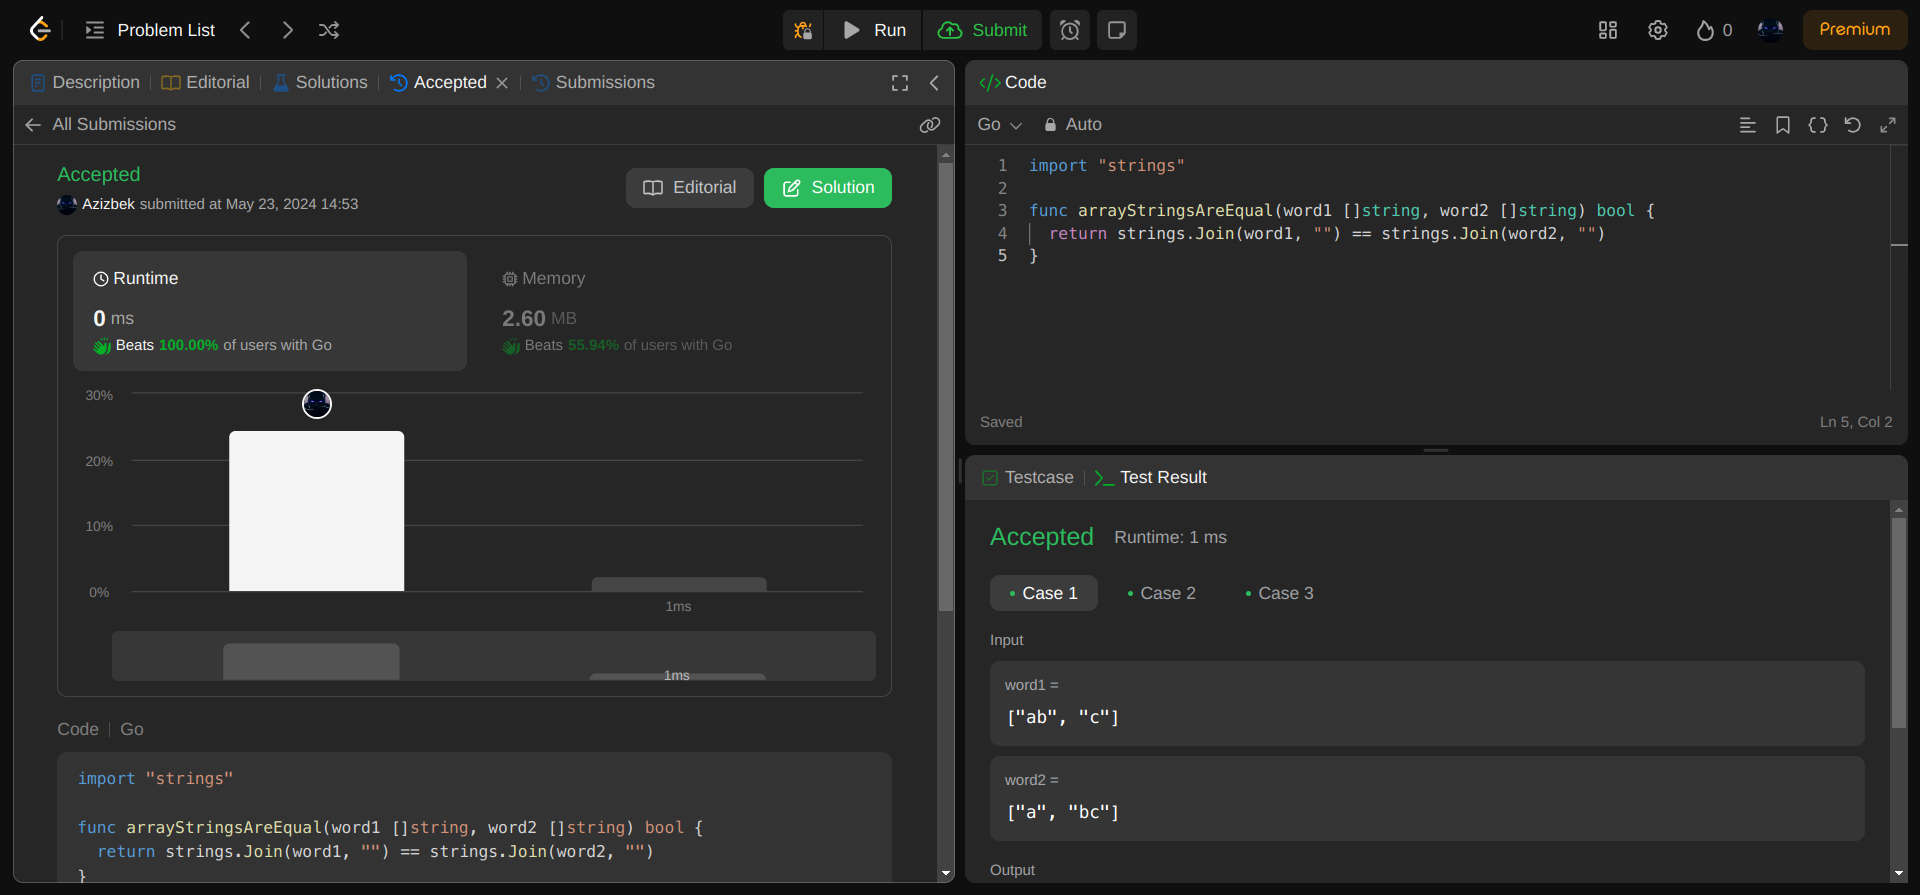 Problem List
Run
Submit
0
Premium
Description
Editorial
Solutions
Accepted
Submissions
All Submissions
Accepted
Azizbek submitted at May 23, 2024 14:53
Editorial
Solution
Runtime
0 ms
Beats 100.00% of users with Go
Memory
2.60 MB
Beats 55.94% of users with Go
30%
20%
10%
0%
1ms
1ms
Code
Go
import "strings"
func arrayStringsAreEqual(word1 []string, word2 []string) bool {
return strings.Join(word1, "") == strings.Join(word2, "")
}
Code
Go
Auto
1 import "strings"
2
3 func arrayStringsAreEqual(word1 []string, word2 []string) bool {
4 return strings.Join(word1, "") == strings.Join(word2, "")
5 }
Saved
Ln 5, Col 2
Testcase
Test Result
Accepted
Runtime: 1 ms
Case 1
Case 2
Case 3
Input
word1 =
["ab", "c"]
word2 =
["a", "bc"]
Output